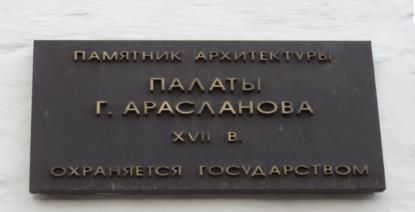 ПАМЯТНИК АРХИТЕКТУРЫ
ПАЛАТЫ
Г. АРАСЛАНОВА
XVII В.
ОХРАНЯЕТСЯ ГОСУДАРСТВОМ